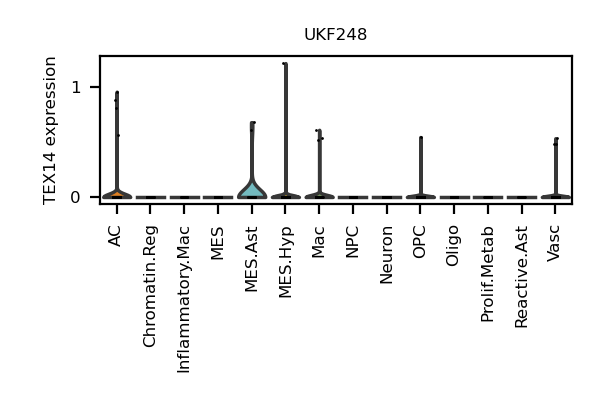 UKF248
TEX14 expression
1
0
AC
Chromatin.Reg
Inflammatory.Mac
MES
MES.Ast
MES.Hyp
Mac
NPC
Neuron
OPC
Oligo
Prolif.Metab
Reactive.Ast
Vasc